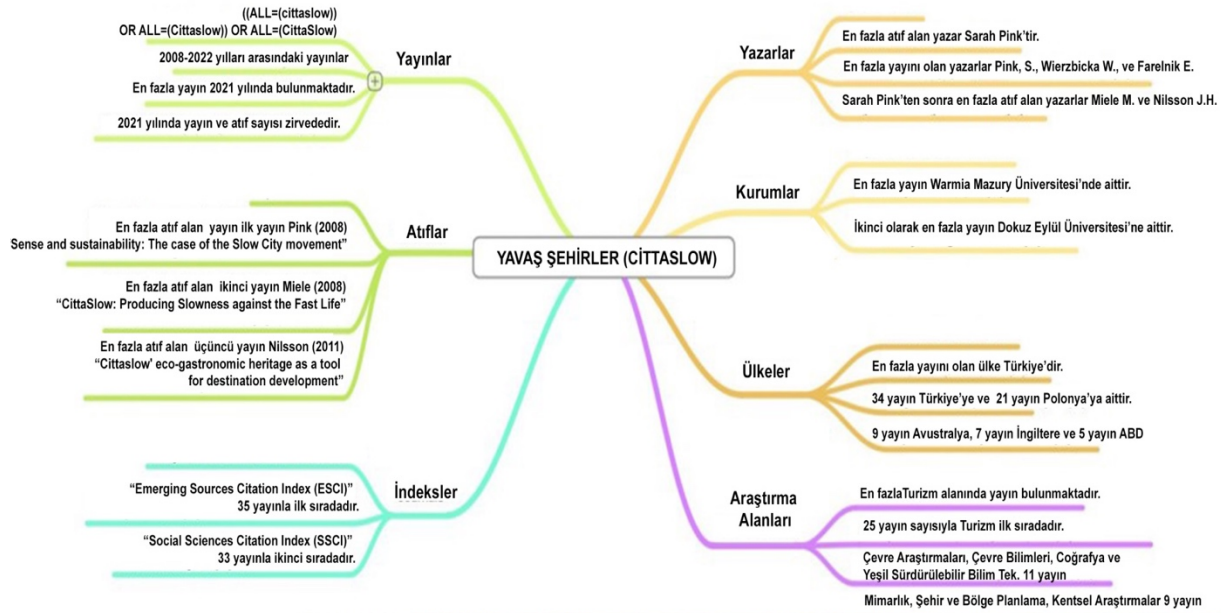 ((ALL=(cittaslow))
OR ALL=(Cittaslow)) OR ALL=(CittaSlow)
2008-2022 yılları arasındaki yayınlar
En fazla yayın 2021 yılında bulunmaktadır.
2021 yılında yayın ve atıf sayısı zirvededir.
Yayınlar
En fazla atıf alan yayın ilk yayın Pink (2008)
Sense and sustainability: The case of the Slow City movement”
En fazla atıf alan ikinci yayın Miele (2008)
“CittaSlow: Producing Slowness against the Fast Life”
En fazla atıf alan üçüncü yayın Nilsson (2011)
“Cittaslow' eco-gastronomic heritage as a tool
for destination development”
Atıflar
“Emerging Sources Citation Index (ESCI)”
35 yayınla ilk sıradadır.
“Social Sciences Citation Index (SSCI)”
33 yayınla ikinci sıradadır.
İndeksler
YAVAŞ ŞEHİRLER (CİTTASLOW)
Yazarlar
En fazla atıf alan yazar Sarah Pink’tir.
En fazla yayını olan yazarlar Pink, S., Wierzbicka W., ve Farelnik E.
Sarah Pink’ten sonra en fazla atıf alan yazarlar Miele M. ve Nilsson J.H.
Kurumlar
En fazla yayın Warmia Mazury Üniversitesi’nde aittir.
İkinci olarak en fazla yayın Dokuz Eylül Üniversitesi’ne aittir.
Ülkeler
En fazla yayını olan ülke Türkiye’dir.
34 yayın Türkiye’ye ve 21 yayın Polonya’ya aittir.
9 yayın Avustralya, 7 yayın İngiltere ve 5 yayın ABD
Araştırma
Alanları
En fazlaTurizm alanında yayın bulunmaktadır.
25 yayın sayısıyla Turizm ilk sıradadır.
Çevre Araştırmaları, Çevre Bilimleri, Coğrafya ve
Yeşil Sürdürülebilir Bilim Tek. 11 yayın
Mimarlık, Şehir ve Bölge Planlama, Kentsel Araştırmalar 9 yayın